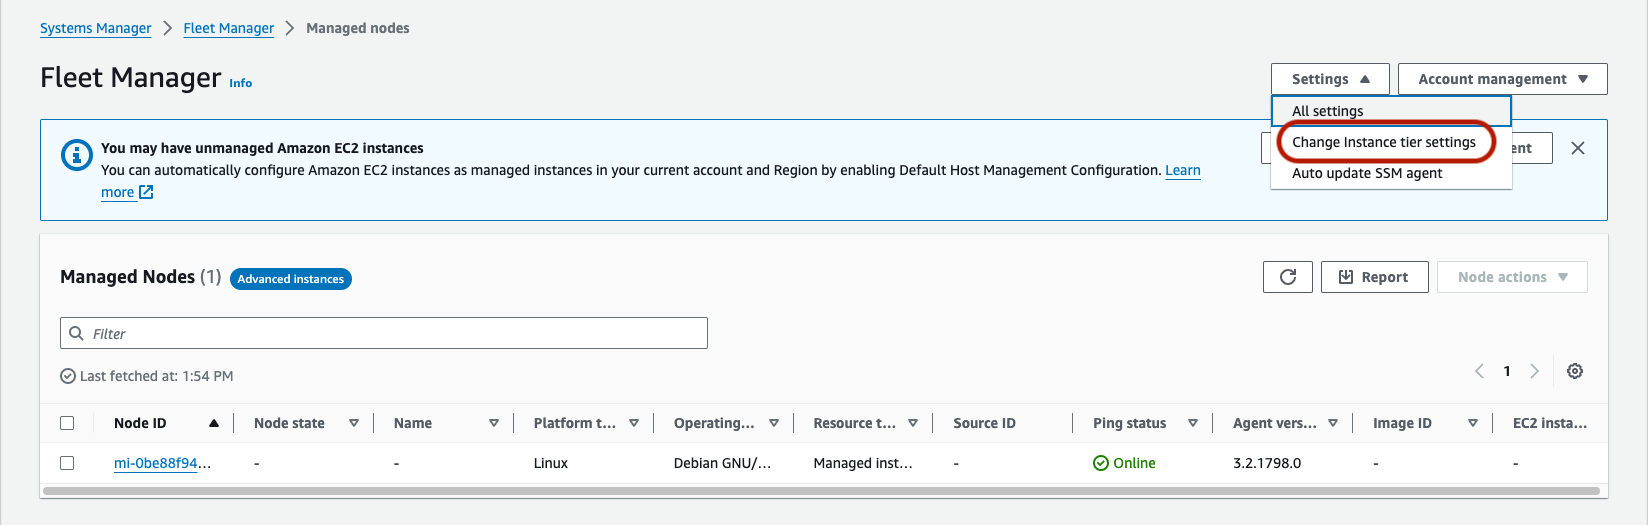 Systems Manager > Fleet Manager > Managed nodes
Fleet Manager Info
Settings ▲ Account management ▼
All settings
Change Instance tier settings
Auto update SSM agent
You may have unmanaged Amazon EC2 instances
You can automatically configure Amazon EC2 instances as managed instances in your current account and Region by enabling Default Host Management Configuration. Learn
more
ent
Managed Nodes (1) Advanced instances
Report Node actions ▼
Filter
Last fetched at: 1:54 PM
< 1 >
Node ID ▲ Node state Name Platform t... Operating... Resource t... Source ID Ping status Agent vers... Image ID EC2 insta...
mi-0be88f94... - - Linux Debian GNU/... Managed inst... - Online 3.2.1798.0 - -